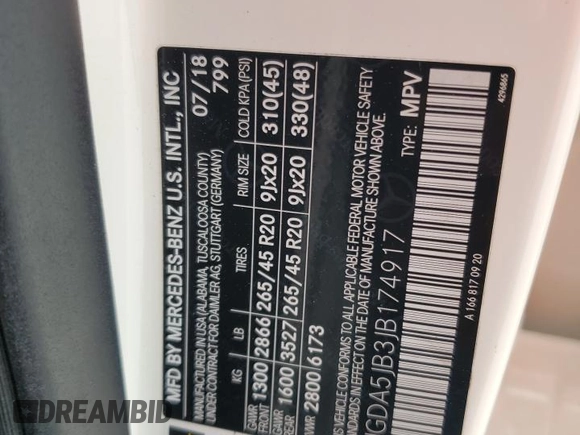 MFD BY MERCEDES-BENZ U.S. INTL., INC
MANUFACTURED IN USA (ALABAMA, TUSCALOOSA COUNTY) 07/18
UNDER CONTRACT FOR DAIMLER AG, STUTTGART (GERMANY) 799
KG LB TIRES RIM SIZE COLD KPA (PSI)
GAWR FRONT 1300 2866 265/45 R20 9Jx20 310(45)
GAWR REAR 1600 3527 265/45 R20 9Jx20 330(48)
2800 6173
TO ALL APPLICABLE FEDERAL MOTOR VEHICLE SAFETY
STANDARDS IN EFFECT ON THE DATE OF MANUFACTURE SHOWN ABOVE.
GDA5JB3JB174917 TYPE: MPV
A 166 817 09 20
4296865
DREAMBID